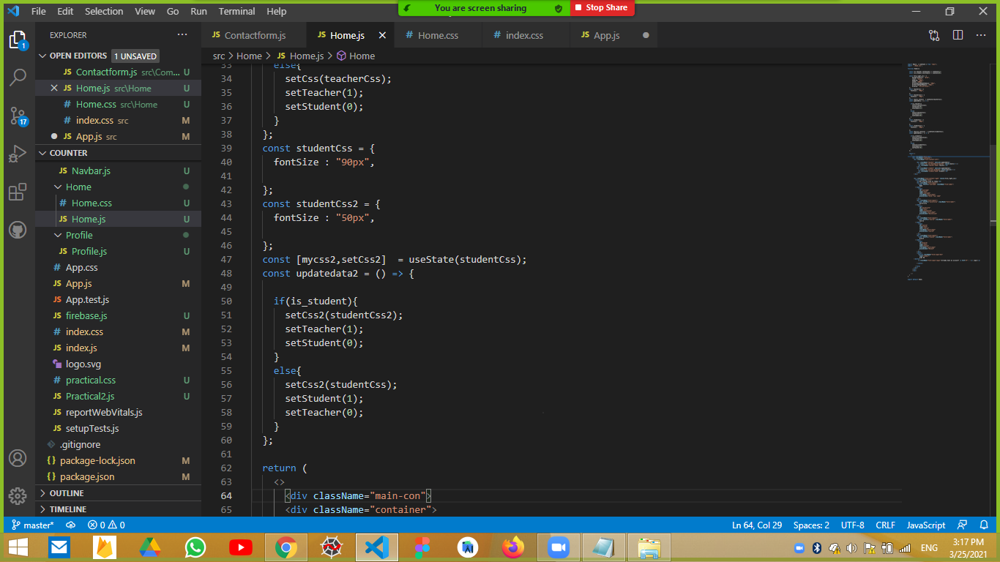 File Edit Selection View Go Run Terminal Help
You are screen sharing
Stop Share
EXPLORER
OPEN EDITORS 1 UNSAVED
JS Contactform.js src\Com... U
JS Home.js src\Home U
# Home.css src\Home U
# index.css src M
JS App.js src M
COUNTER
JS Navbar.js U
Home
# Home.css U
JS Home.js U
Profile
JS Profile.js U
# App.css
JS App.js M
JS App.test.js
JS firebase.js U
# index.css M
JS index.js M
logo.svg
# practical.css U
JS Practical2.js U
JS reportWebVitals.js
JS setupTests.js
.gitignore
{} package-lock.json M
{} package.json M
OUTLINE
TIMELINE
1
17
JS Contactform.js JS Home.js # Home.css # index.css JS App.js
src > Home > JS Home.js > Home
33 else{
34 setCss(teacherCss);
35 setTeacher(1);
36 setStudent(0);
37 }
38 };
39 const studentCss = {
40 fontSize : "90px",
41
42 };
43 const studentCss2 = {
44 fontSize : "50px",
45
46 };
47 const [mycss2,setCss2]  = useState(studentCss);
48 const updatedata2 = () => {
49
50 if(is_student){
51 setCss2(studentCss2);
52 setTeacher(1);
53 setStudent(0);
54 }
55 else{
56 setCss2(studentCss);
57 setStudent(1);
58 setTeacher(0);
59 }
60 };
61
62 return (
63 <>
64 <div className="main-con">
65 <div className="container">
master* 0 0 Ln 64, Col 29 Spaces: 2 UTF-8 CRLF JavaScript
ENG
3:17 PM
3/25/2021